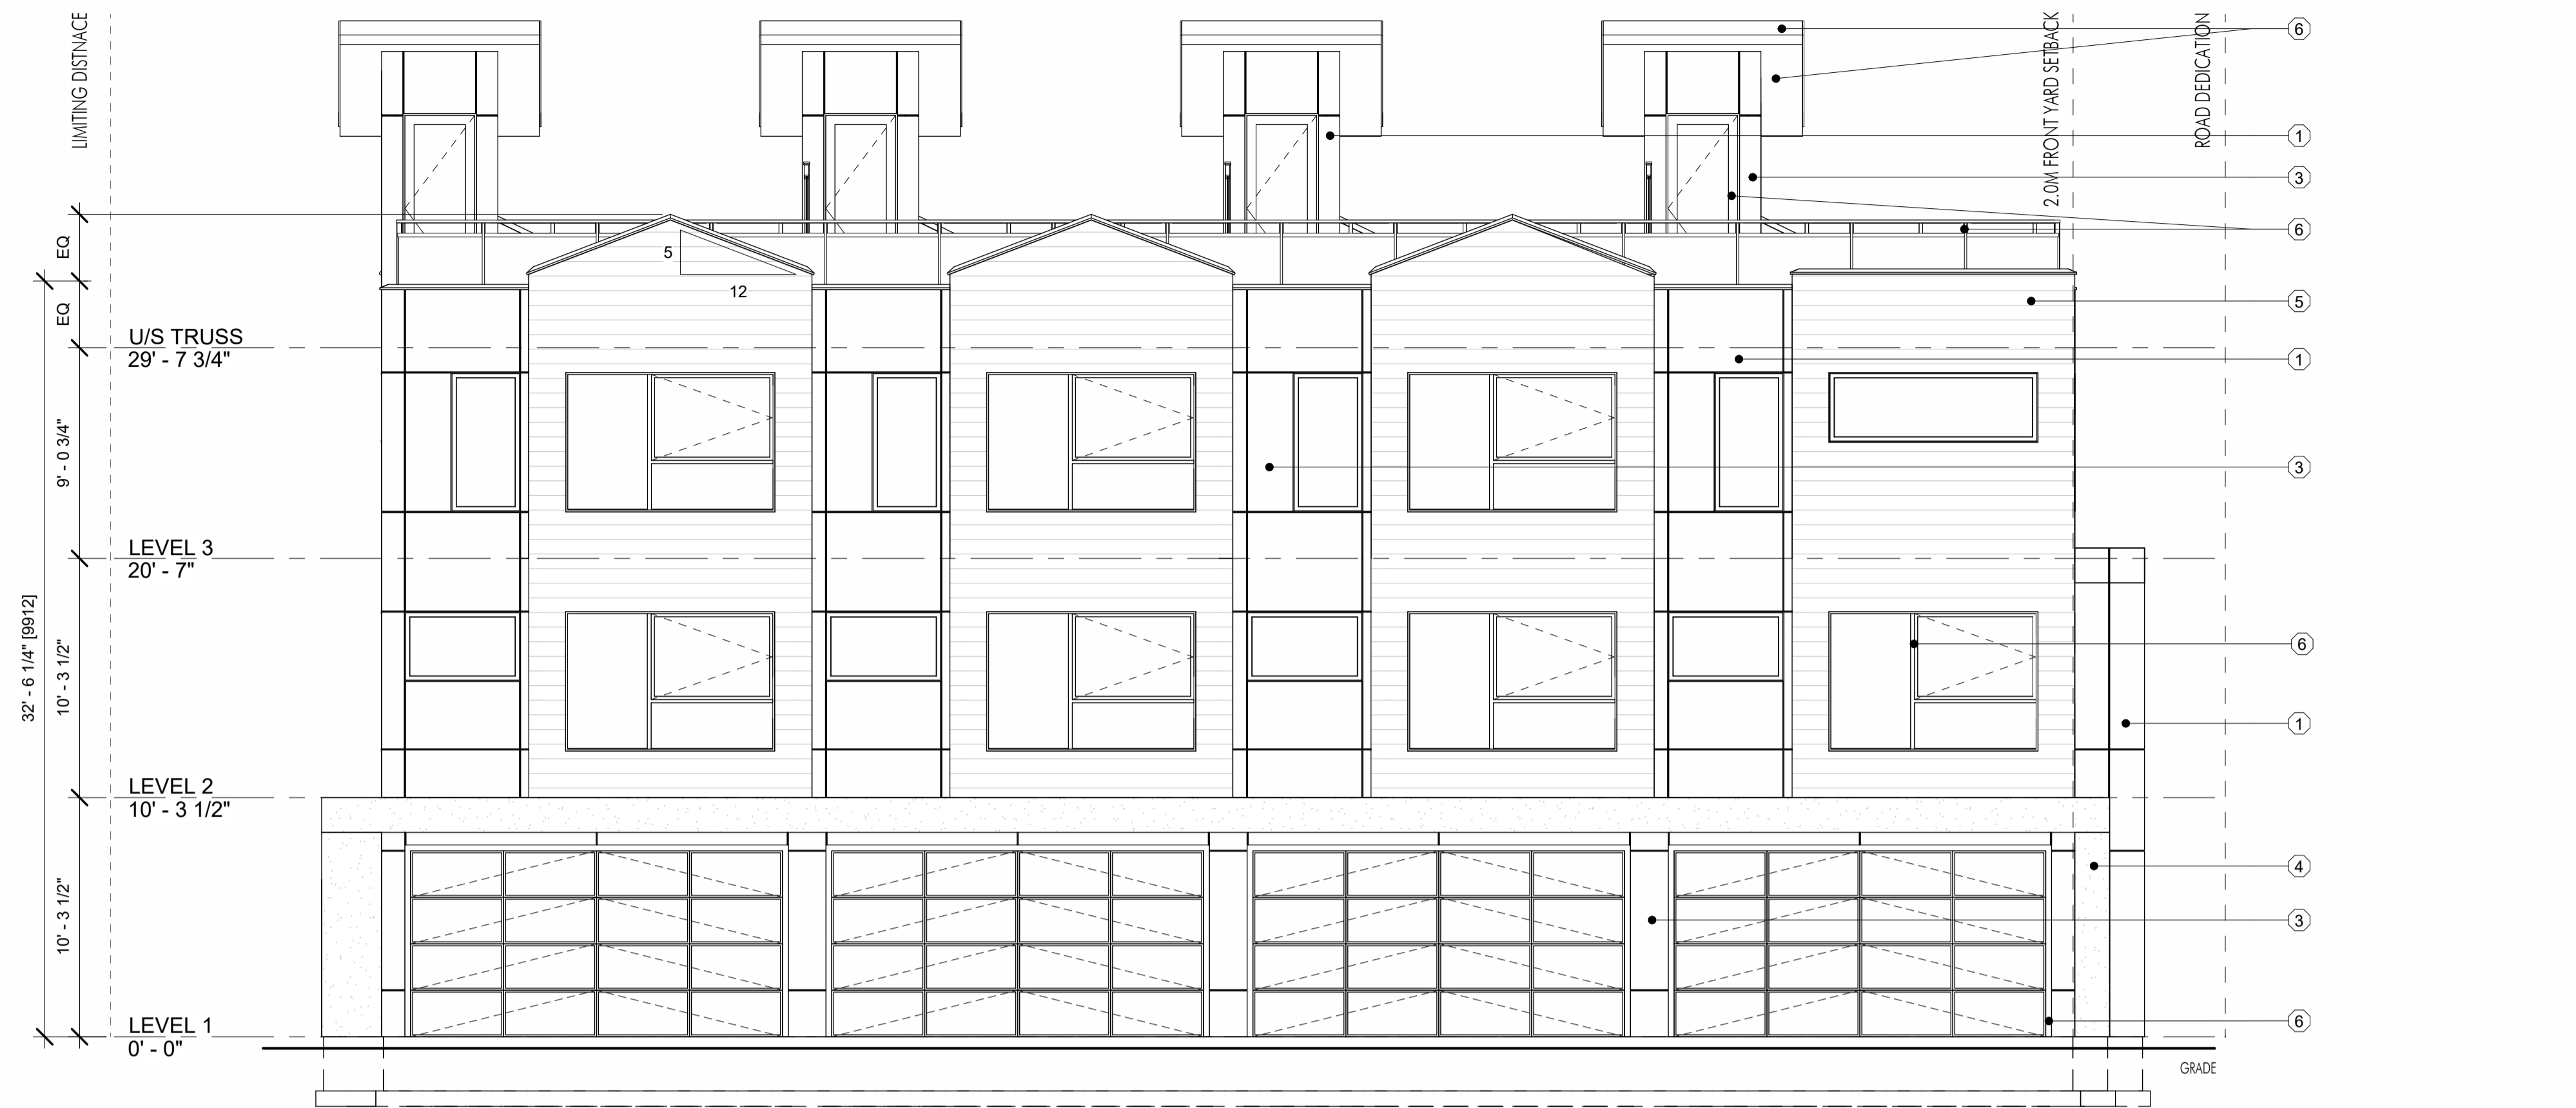 LIMITING DISTNACE
2.0M FRONT YARD SETBACK
ROAD DEDICATION
6
1
3
6
5
12
5
1
3
6
1
4
3
6
EQ
EQ
U/S TRUSS
29' - 7 3/4"
9' - 0 3/4"
LEVEL 3
20' - 7"
32' - 6 1/4" [9912]
10' - 3 1/2"
LEVEL 2
10' - 3 1/2"
10' - 3 1/2"
LEVEL 1
0' - 0"
GRADE